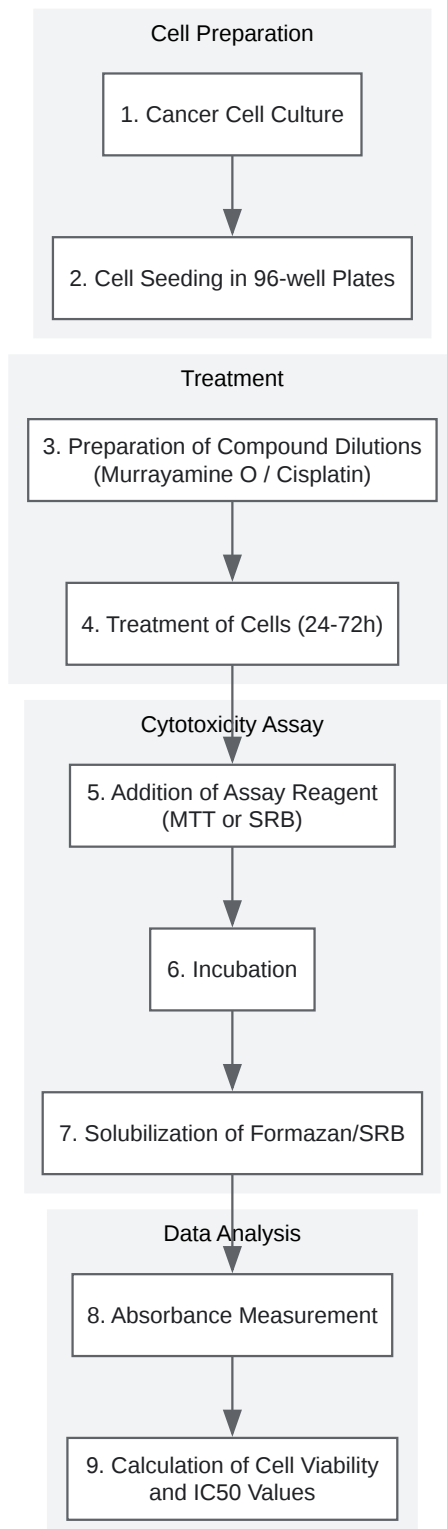 Cell Preparation
1. Cancer Cell Culture
2. Cell Seeding in 96-well Plates
Treatment
3. Preparation of Compound Dilutions
(Murrayamine O / Cisplatin)
4. Treatment of Cells (24-72h)
Cytotoxicity Assay
5. Addition of Assay Reagent
(MTT or SRB)
6. Incubation
7. Solubilization of Formazan/SRB
Data Analysis
8. Absorbance Measurement
9. Calculation of Cell Viability
and IC50 Values